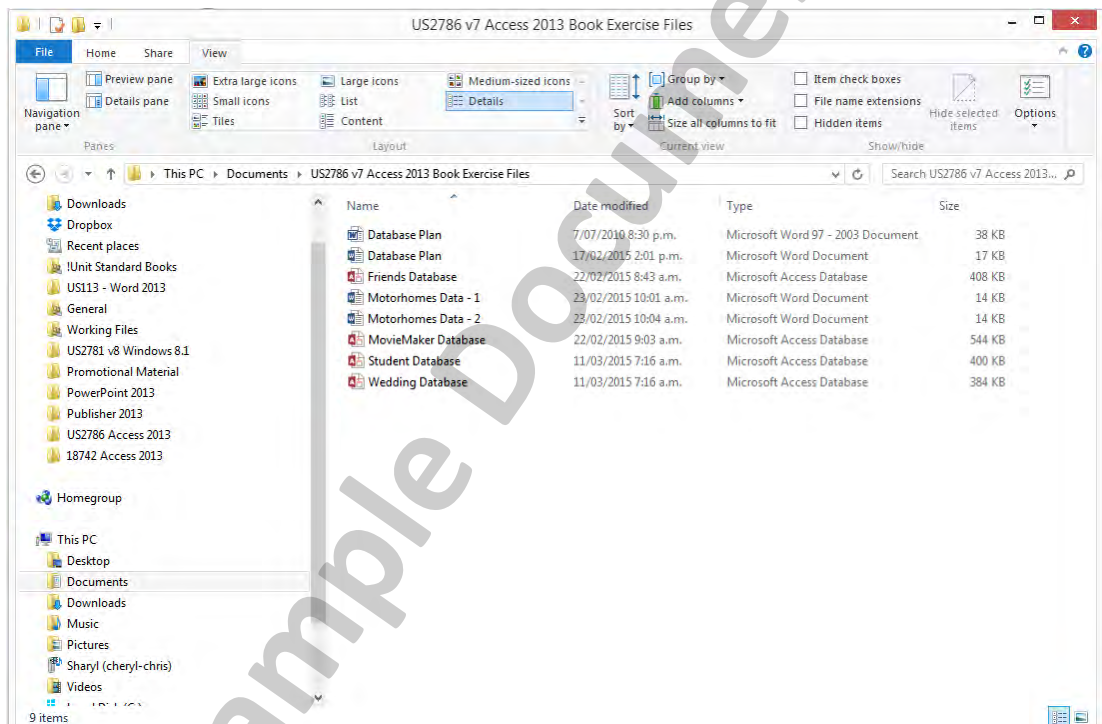 US2786 v7 Access 2013 Book Exercise Files
File Home Share View
Navigation pane
Preview pane
Details pane
Panes
Extra large icons Large icons Medium-sized icons
Small icons List Details
Tiles Content
Layout
Sort by
Group by
Add columns
Size all columns to fit
Current view
Item check boxes
File name extensions
Hidden items
Hide selected items
Options
Show/hide
This PC Documents US2786 v7 Access 2013 Book Exercise Files
Search US2786 v7 Access 2013...
Downloads
Dropbox
Recent places
!Unit Standard Books
US113 - Word 2013
General
Working Files
US2781 v8 Windows 8.1
Promotional Material
PowerPoint 2013
Publisher 2013
US2786 Access 2013
18742 Access 2013
Homegroup
This PC
Desktop
Documents
Downloads
Music
Pictures
Sharyl (cheryl-chris)
Videos
Name Date modified Type Size
Database Plan 7/07/2010 8:30 p.m. Microsoft Word 97 - 2003 Document 38 KB
Database Plan 17/02/2015 2:01 p.m. Microsoft Word Document 17 KB
Friends Database 22/02/2015 8:43 a.m. Microsoft Access Database 408 KB
Motorhomes Data - 1 23/02/2015 10:01 a.m. Microsoft Word Document 14 KB
Motorhomes Data - 2 23/02/2015 10:04 a.m. Microsoft Word Document 14 KB
MovieMaker Database 22/02/2015 9:03 a.m. Microsoft Access Database 544 KB
Student Database 11/03/2015 7:16 a.m. Microsoft Access Database 400 KB
Wedding Database 11/03/2015 7:16 a.m. Microsoft Access Database 384 KB
9 items